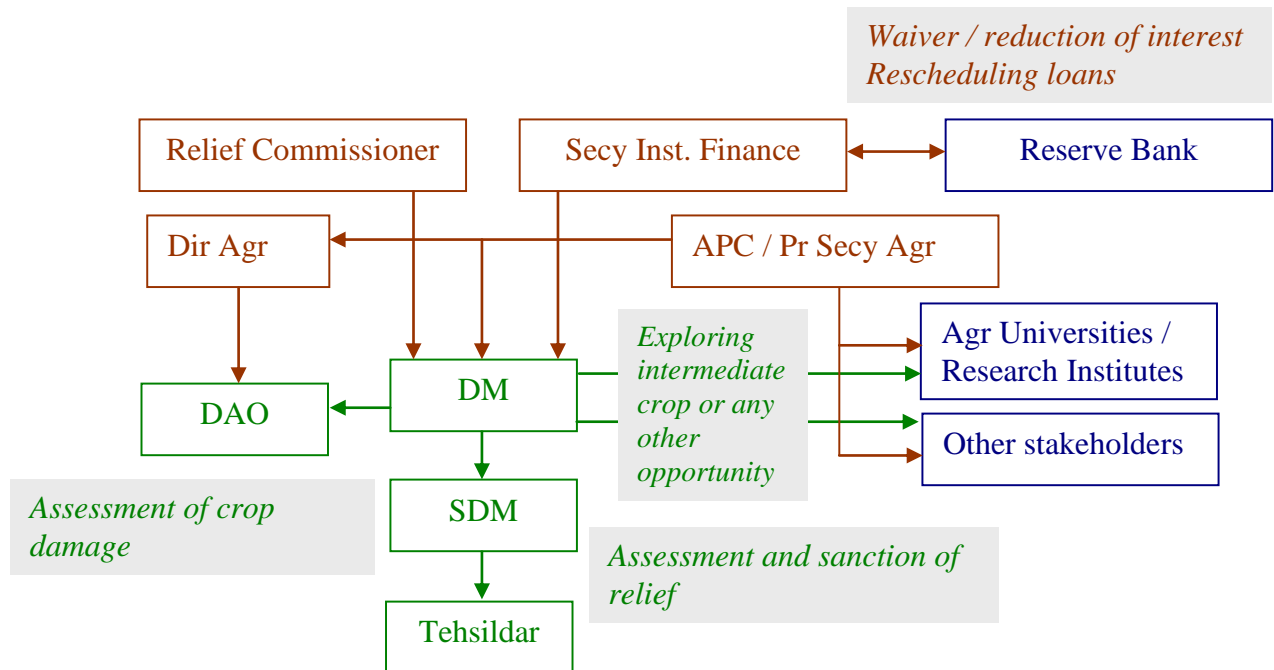 Waiver / reduction of interest
Rescheduling loans
Relief Commissioner
Secy Inst. Finance
Reserve Bank
Dir Agr
APC / Pr Secy Agr
Exploring
intermediate
crop or any
other
opportunity
Agr Universities /
Research Institutes
DM
DAO
Other stakeholders
Assessment of crop
damage
SDM
Assessment and sanction of
relief
Tehsildar